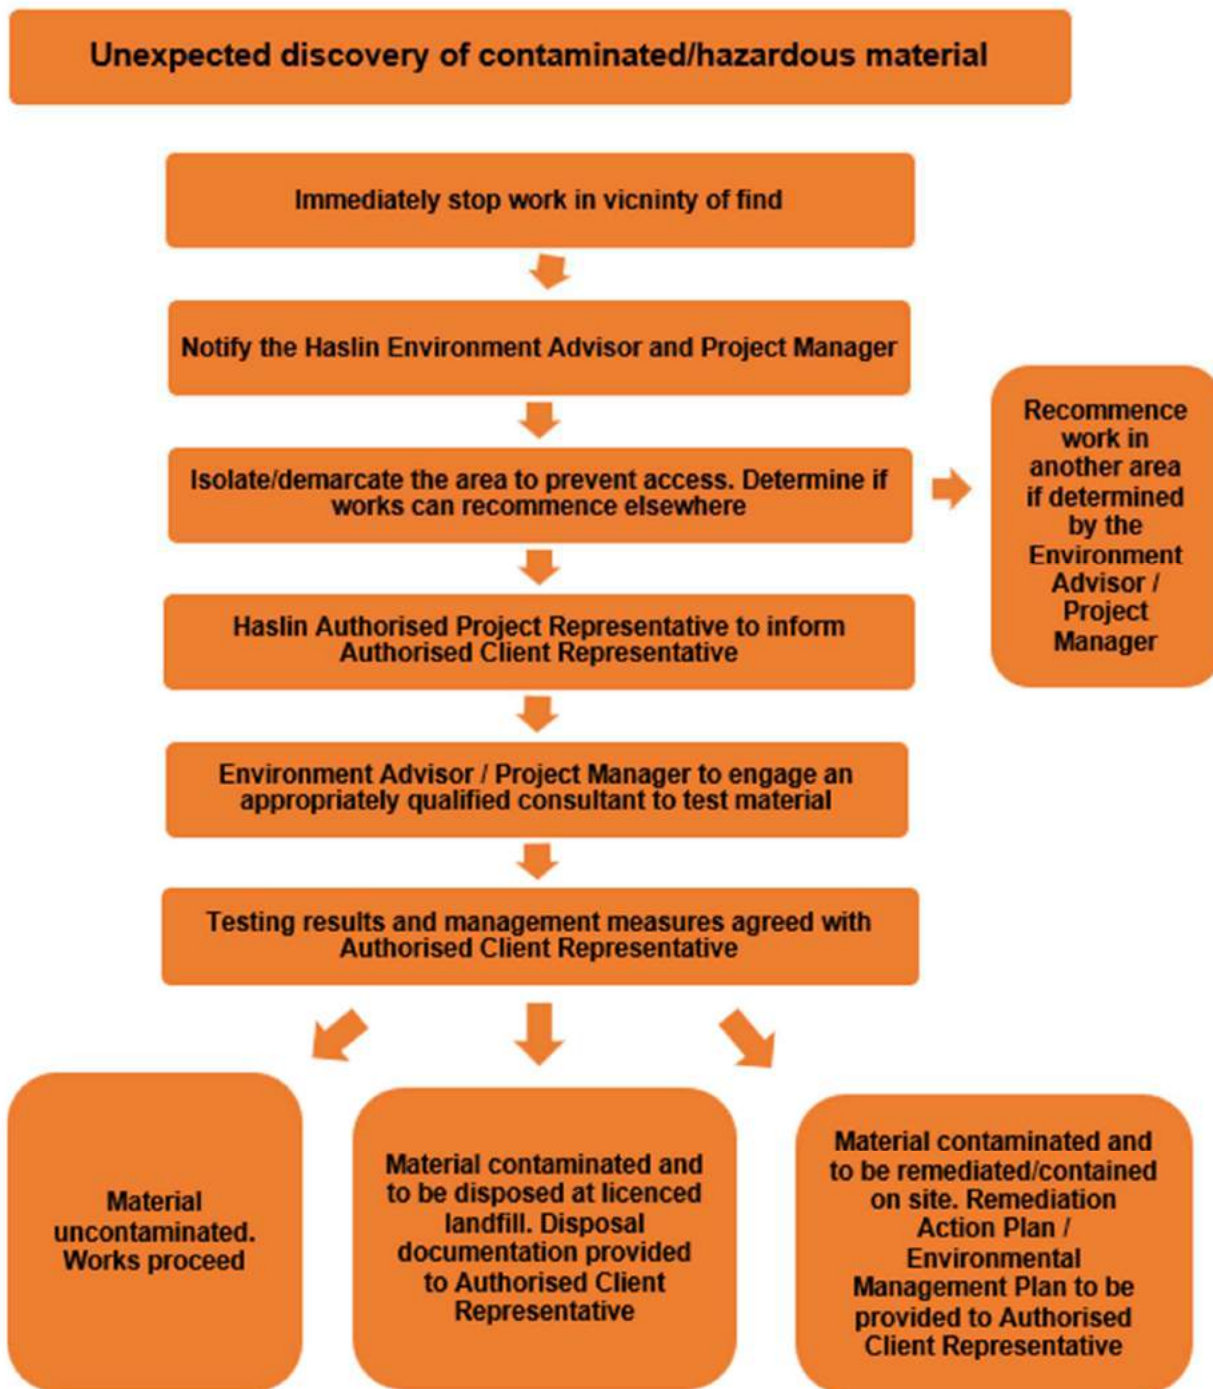 Unexpected discovery of contaminated/hazardous material
Immediately stop work in vicninty of find
Notify the Haslin Environment Advisor and Project Manager
Isolate/demarcate the area to prevent access. Determine if
works can recommence elsewhere
Recommence
work in
another area
if determined
by the
Environment
Advisor /
Project
Manager
Haslin Authorised Project Representative to inform
Authorised Client Representative
Environment Advisor / Project Manager to engage an
appropriately qualified consultant to test material
Testing results and management measures agreed with
Authorised Client Representative
Material
uncontaminated.
Works proceed
Material contaminated and
to be disposed at licenced
landfill. Disposal
documentation provided
to Authorised Client
Representative
Material contaminated and
to be remediated/contained
on site. Remediation
Action Plan /
Environmental
Management Plan to be
provided to Authorised
Client Representative